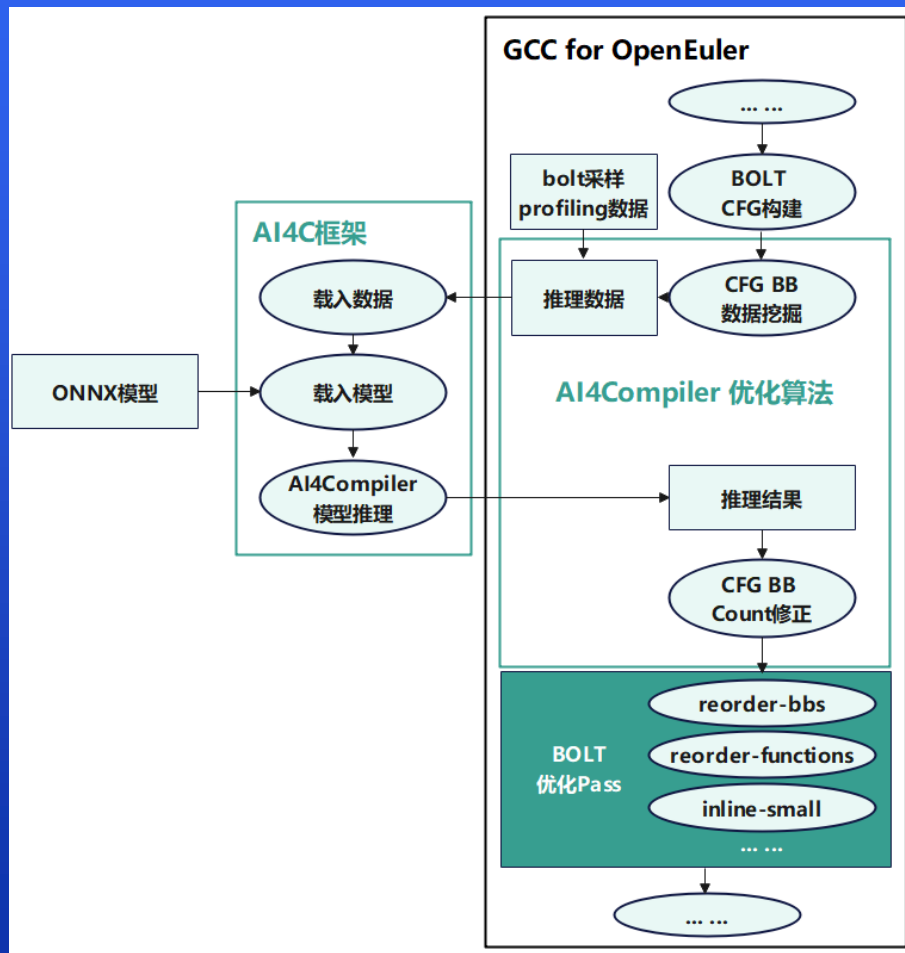 GCC for OpenEuler
... ...
BOLT
CFG构建
bolt采样
profiling数据
AI4C框架
载入数据
推理数据
CFG BB
数据挖掘
ONNX模型
载入模型
AI4Compiler 优化算法
AI4Compiler
模型推理
推理结果
CFG BB
Count修正
BOLT
优化Pass
reorder-bbs
reorder-functions
inline-small
... ...
... ...